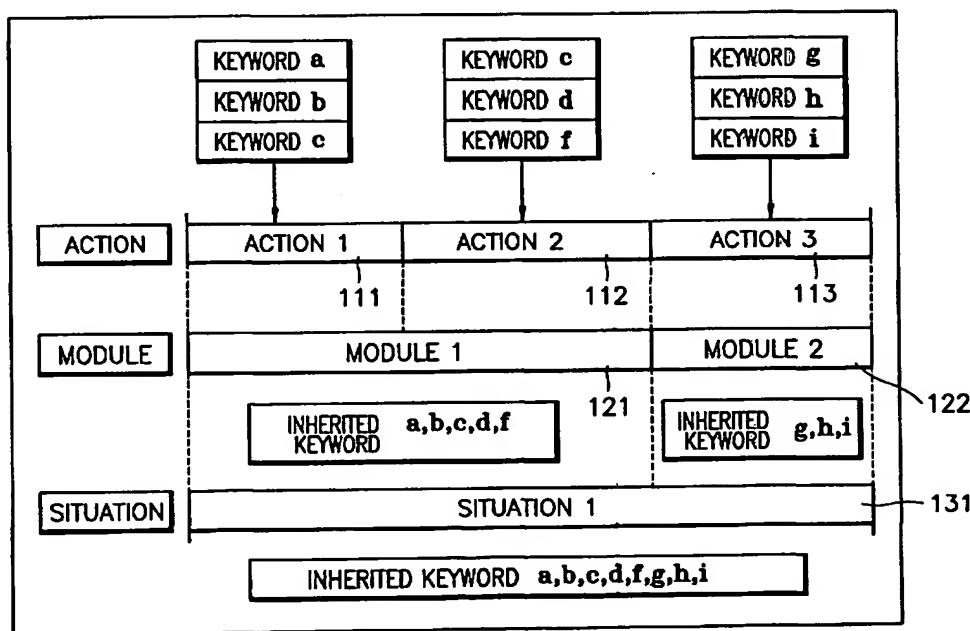 KEYWORD a KEYWORD c KEYWORD g
KEYWORD b KEYWORD d KEYWORD h
KEYWORD c KEYWORD f KEYWORD i
ACTION ACTION 1 ACTION 2 ACTION 3
111 112 113
MODULE MODULE 1 MODULE 2
121 122
INHERITED KEYWORD a,b,c,d,f INHERITED KEYWORD g,h,i
SITUATION SITUATION 1 131
INHERITED KEYWORD a,b,c,d,f,g,h,i